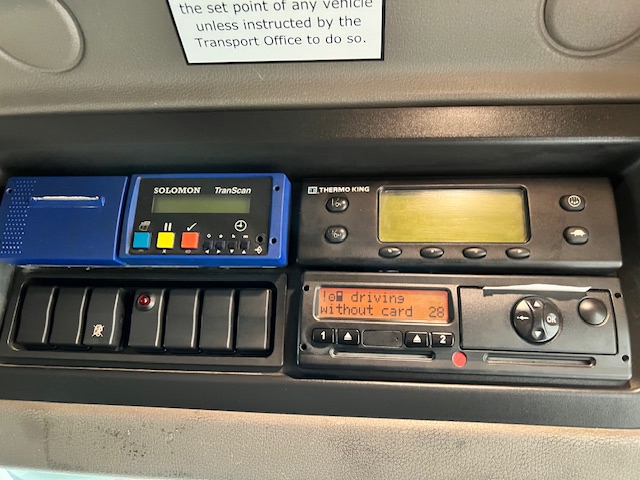 the set point of any vehicle
unless instructed by the
Transport Office to do so.
SOLOMON TranScan
THERMO KING
! driving
without card 28
OK
1 2